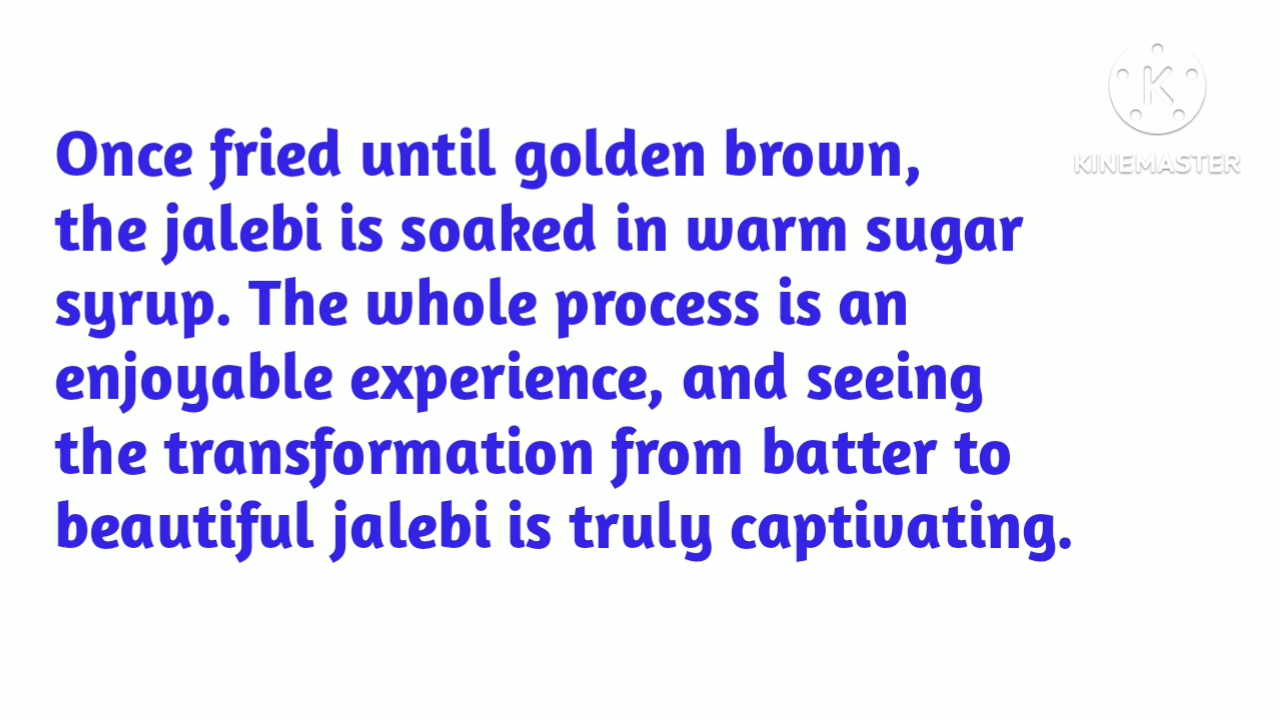 Once fried until golden brown,
the jalebi is soaked in warm sugar
syrup. The whole process is an
enjoyable experience, and seeing
the transformation from batter to
beautiful jalebi is truly captivating.
K
KINEMASTER